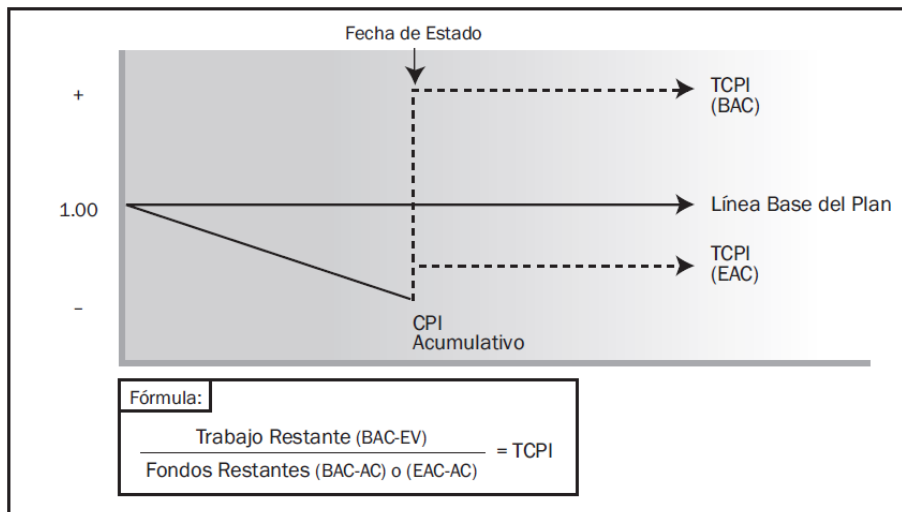 Fecha de Estado
+
TCPI
(BAC)
1.00
Línea Base del Plan
TCPI
(EAC)
–
CPI
Acumulativo
Fórmula:
Trabajo Restante (BAC-EV)
= TCPI
Fondos Restantes (BAC-AC) o (EAC-AC)